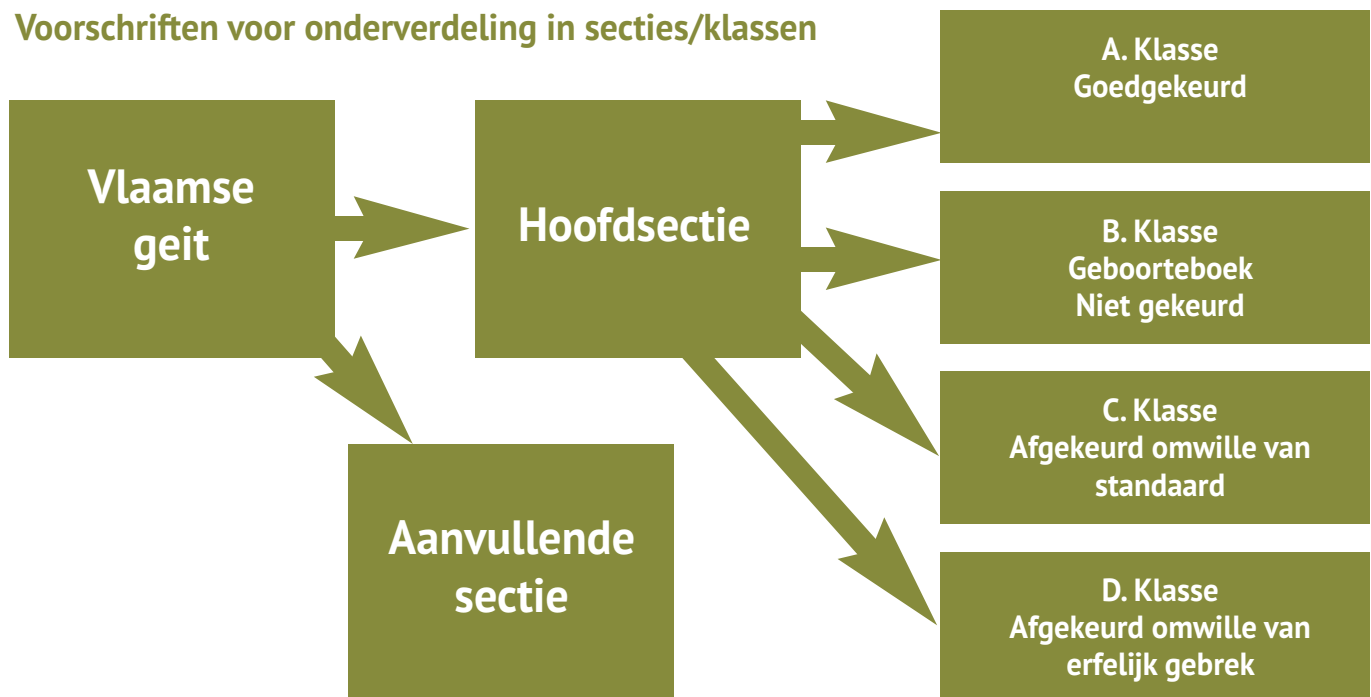 Voorschriften voor onderverdeling in secties/klassen
Vlaamse
geit
Hoofdsectie
Aanvullende
sectie
A. Klasse
Goedgekeurd
B. Klasse
Geboorteboek
Niet gekeurd
C. Klasse
Afgekeurd omwille van
standaard
D. Klasse
Afgekeurd omwille van
erfelijk gebrek